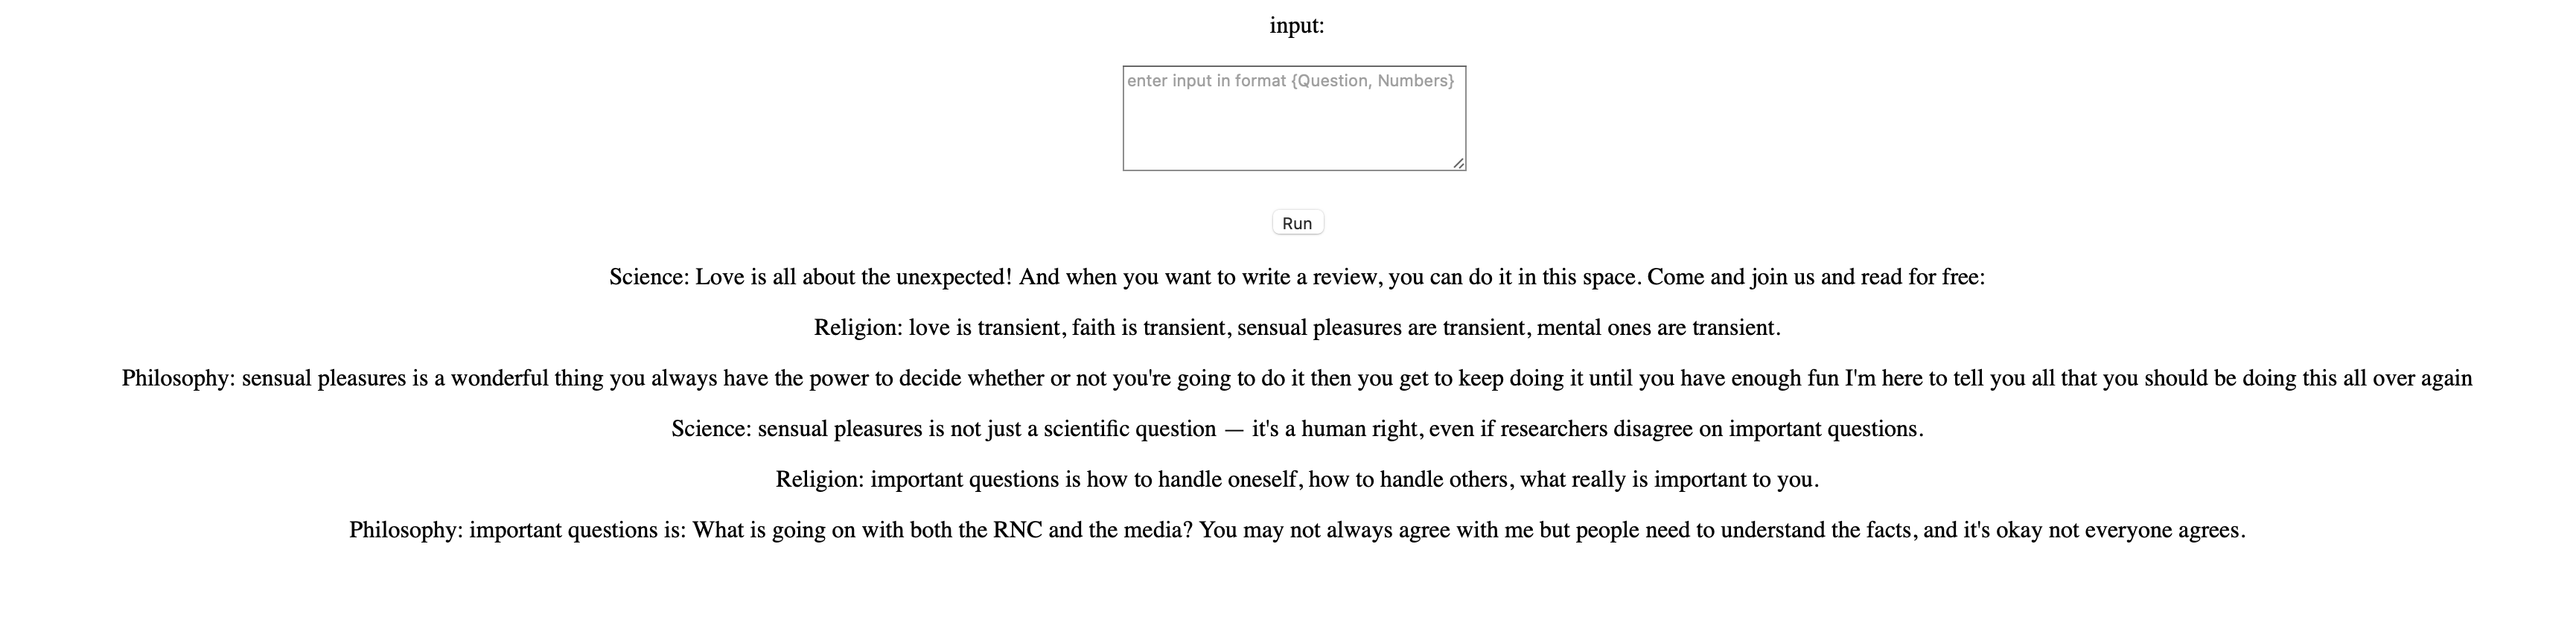 input:
enter input in format {Question, Numbers}
Run
Science: Love is all about the unexpected! And when you want to write a review, you can do it in this space. Come and join us and read for free:
Religion: love is transient, faith is transient, sensual pleasures are transient, mental ones are transient.
Philosophy: sensual pleasures is a wonderful thing you always have the power to decide whether or not you're going to do it then you get to keep doing it until you have enough fun I'm here to tell you all that you should be doing this all over again
Science: sensual pleasures is not just a scientific question — it's a human right, even if researchers disagree on important questions.
Religion: important questions is how to handle oneself, how to handle others, what really is important to you.
Philosophy: important questions is: What is going on with both the RNC and the media? You may not always agree with me but people need to understand the facts, and it's okay not everyone agrees.